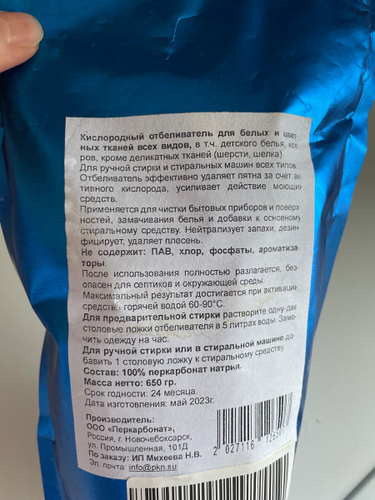 Кислородный отбеливатель для белых и цвет
ных тканей всех видов, в т.ч. детского белья, ков
ров, кроме деликатных тканей (шерсти, шелка)
Для ручной стирки и стиральных машин всех типов.
Отбеливатель эффективно удаляет пятна за счет ак
тивного кислорода, усиливает действие моющих
средств.
Применяется для чистки бытовых приборов и поверх
ностей, замачивания белья и добавки к основному
стиральному средству. Нейтрализует запахи, дезин
фицирует, удаляет плесень.
Не содержит: ПАВ, хлор, фосфаты, ароматиза
торы.
После использования полностью разлагается, без
опасен для септиков и окружающей среды.
Максимальный результат достигается при активации
средств: горячей водой 60-90°С.
Для предварительной стирки растворите одну-две
столовые ложки отбеливателя в 5 литрах воды. Замо
чить одежду на час.
Для ручной стирки или в стиральной машине до
бавить 1 столовую ложку к стиральному средству
Состав: 100% перкарбонат натрия.
Масса нетто: 650 гр.
Срок годности: 24 месяца.
Дата изготовления: май 2023г.
Производитель:
ООО «Перкарбонат»,
Россия, г. Новочебоксарск,
ул. Промышленная, 101Д
По заказу: ИП Михеева Н.В.
Эл. почта: info@pkn.su
2 027116